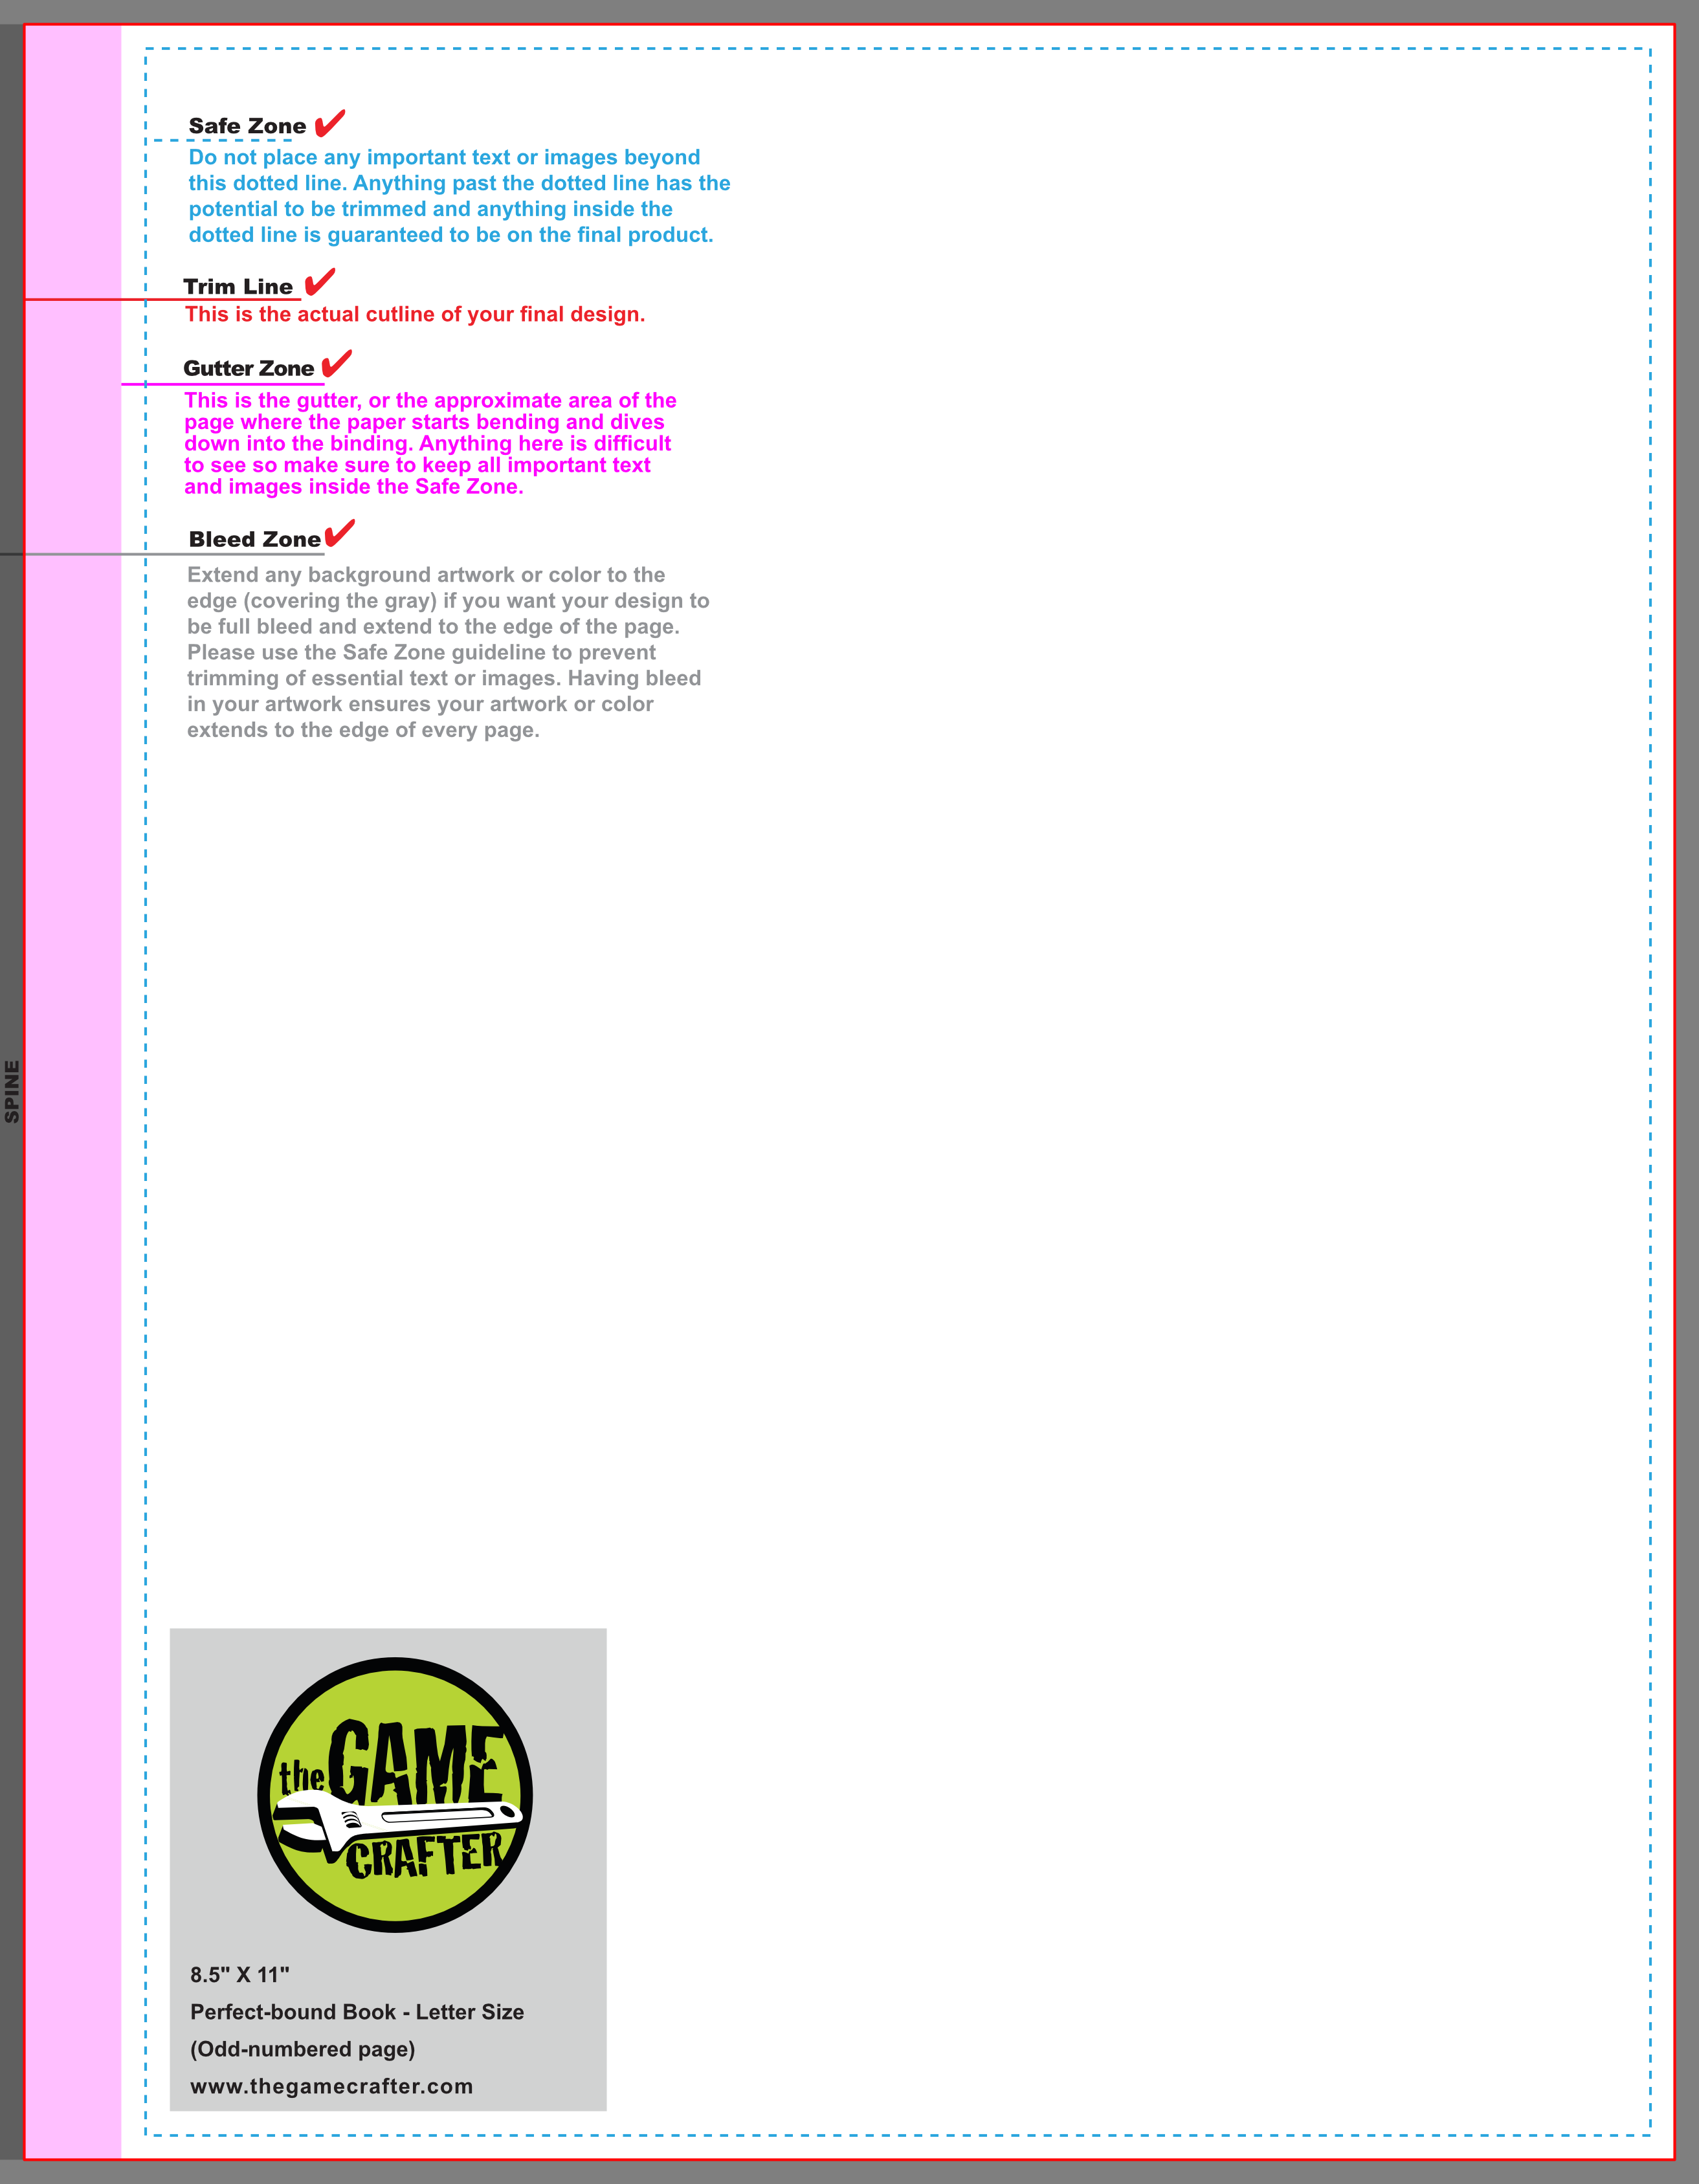 Safe Zone
Do not place any important text or images beyond
this dotted line. Anything past the dotted line has the
potential to be trimmed and anything inside the
dotted line is guaranteed to be on the final product.
Trim Line
This is the actual cutline of your final design.
Gutter Zone
This is the gutter, or the approximate area of the
page where the paper starts bending and dives
down into the binding. Anything here is difficult
to see so make sure to keep all important text
and images inside the Safe Zone.
Bleed Zone
Extend any background artwork or color to the
edge (covering the gray) if you want your design to
be full bleed and extend to the edge of the page.
Please use the Safe Zone guideline to prevent
trimming of essential text or images. Having bleed
in your artwork ensures your artwork or color
extends to the edge of every page.
SPINE
the GAME
CRAFTER
8.5" X 11"
Perfect-bound Book - Letter Size
(Odd-numbered page)
www.thegamecrafter.com